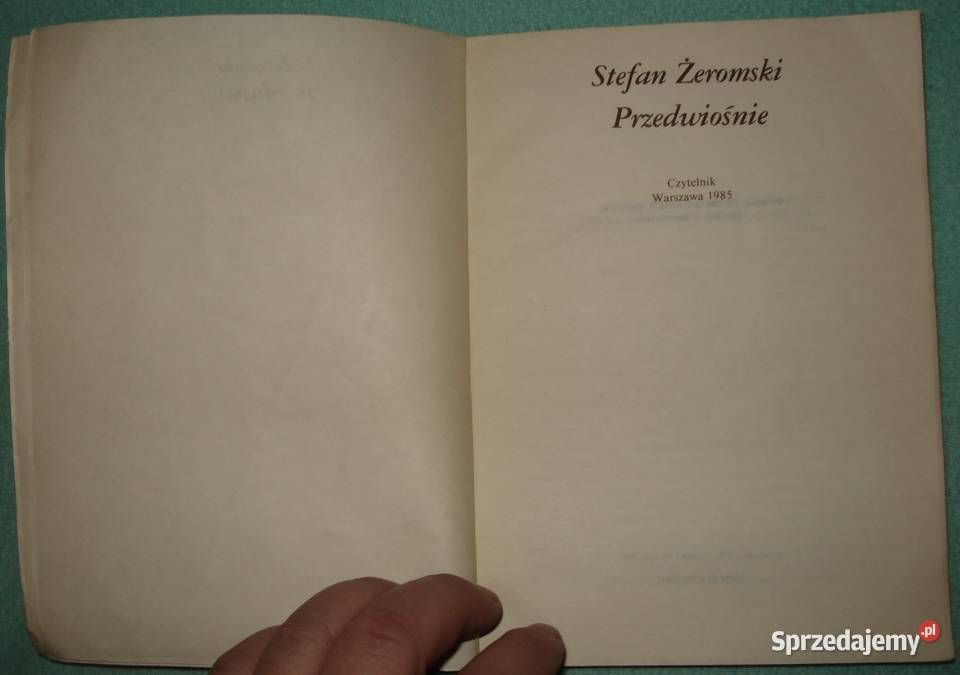 Stefan Żeromski
Przedwiośnie
Czytelnik
Warszawa 1985
Sprzedajemy.pl